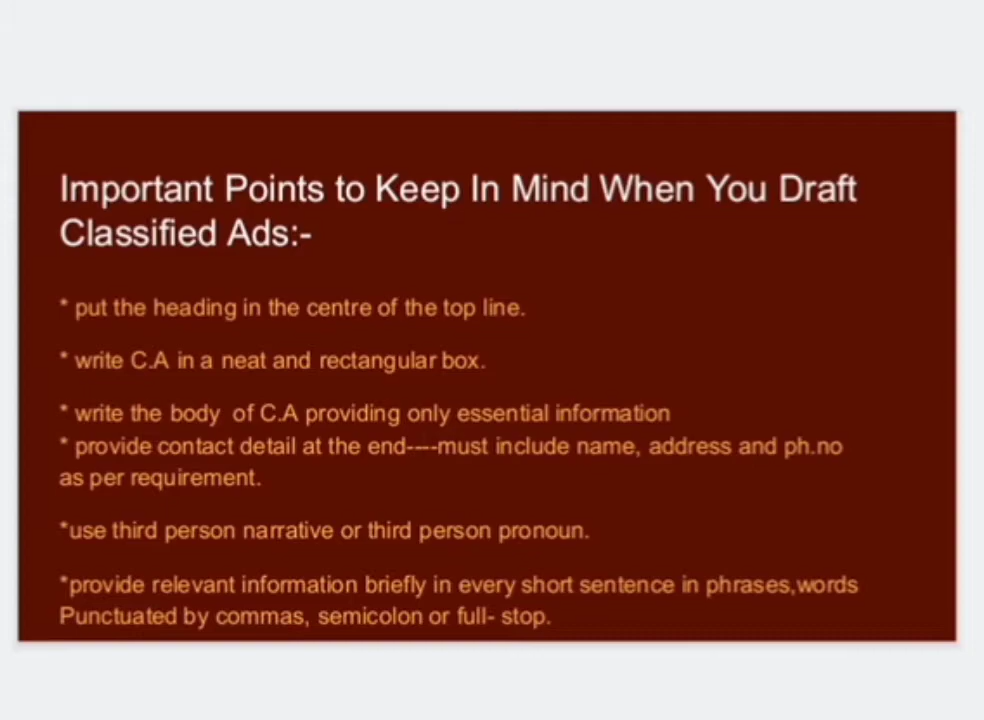 Important Points to Keep In Mind When You Draft
Classified Ads:-
* put the heading in the centre of the top line.
* write C.A in a neat and rectangular box.
* write the body of C.A providing only essential information
* provide contact detail at the end----must include name, address and ph.no
as per requirement.
*use third person narrative or third person pronoun.
*provide relevant information briefly in every short sentence in phrases,words
Punctuated by commas, semicolon or full- stop.